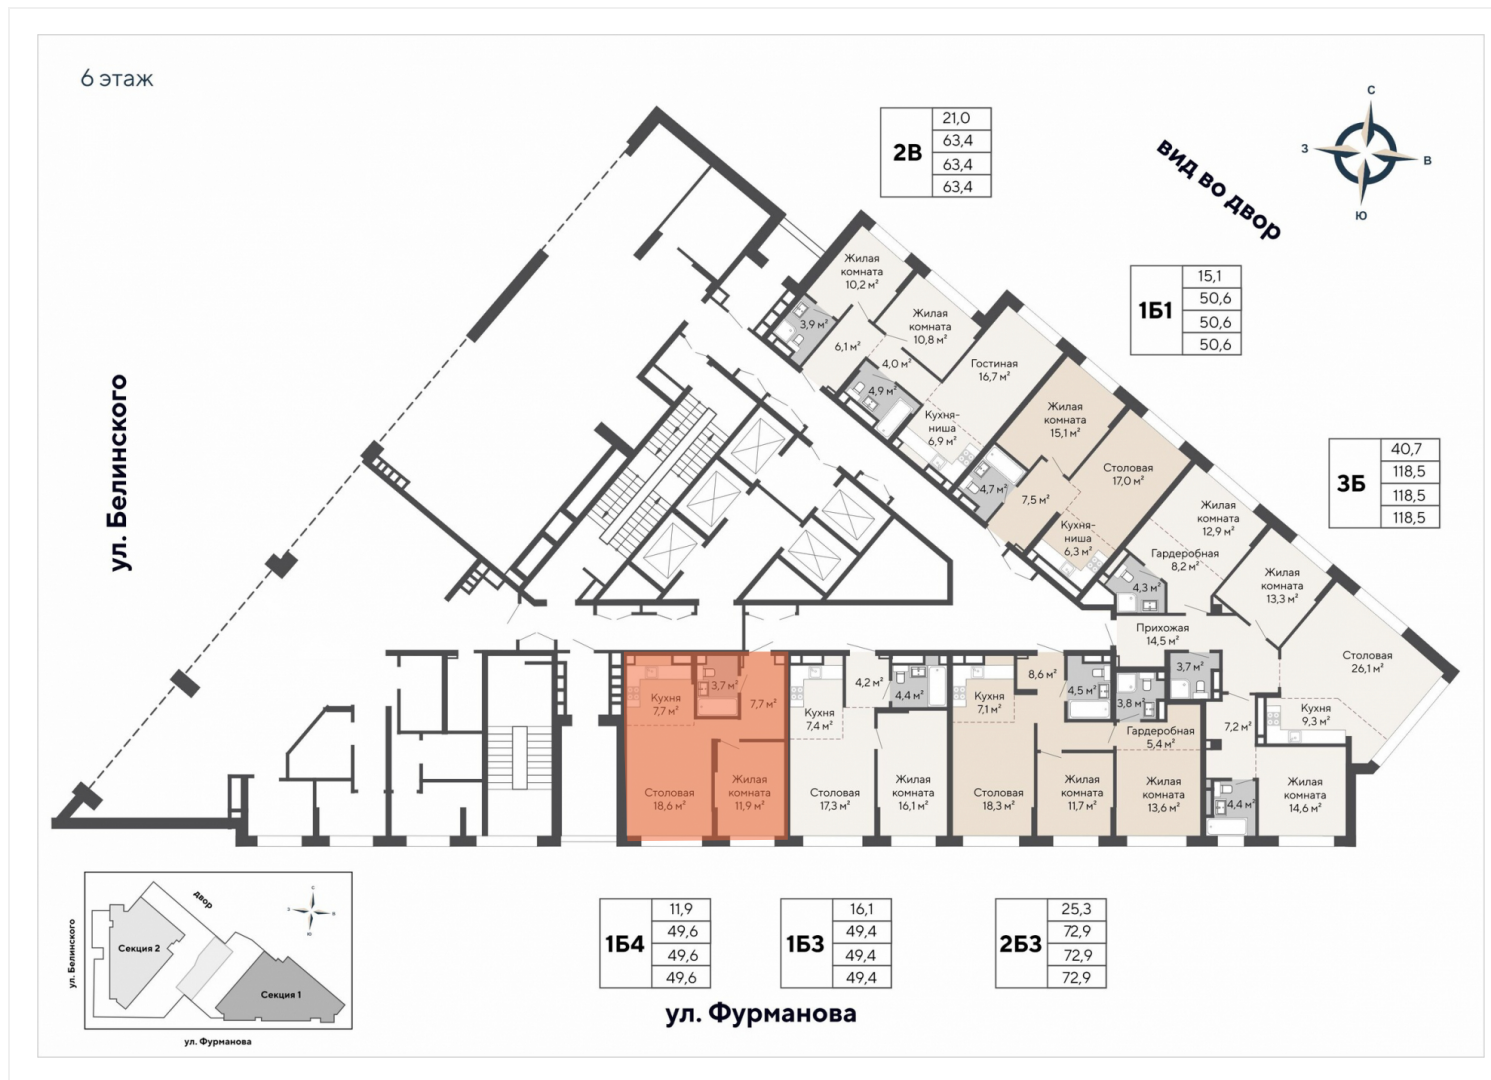 6 этаж
2В
21,0
63,4
63,4
63,4
вид во двор
С
З
В
Ю
1Б1
15,1
50,6
50,6
50,6
3Б
40,7
118,5
118,5
118,5
ул. Белинского
Жилая
комната
10,2 м²
3,9 м²
6,1 м²
Жилая
комната
10,8 м²
4,0 м²
4,9 м²
Гостиная
16,7 м²
Кухня-
ниша
6,9 м²
Жилая
комната
15,1 м²
4,7 м²
7,5 м²
Столовая
17,0 м²
Кухня-
ниша
6,3 м²
Жилая
комната
12,9 м²
Гардеробная
8,2 м²
4,3 м²
Жилая
комната
13,3 м²
Прихожая
14,5 м²
Столовая
26,1 м²
3,7 м²
3,8 м²
7,2 м²
Кухня
9,3 м²
4,4 м²
Жилая
комната
14,6 м²
Кухня
7,7 м²
3,7 м²
7,7 м²
Столовая
18,6 м²
Жилая
комната
11,9 м²
Кухня
7,4 м²
4,2 м²
4,4 м²
Столовая
17,3 м²
Жилая
комната
16,1 м²
Кухня
7,1 м²
8,6 м²
4,5 м²
Столовая
18,3 м²
Жилая
комната
11,7 м²
Гардеробная
5,4 м²
Жилая
комната
13,6 м²
1Б4
11,9
49,6
49,6
49,6
1Б3
16,1
49,4
49,4
49,4
2Б3
25,3
72,9
72,9
72,9
ул. Фурманова
двор
ул. Белинского
Секция 2
Секция 1
ул. Фурманова